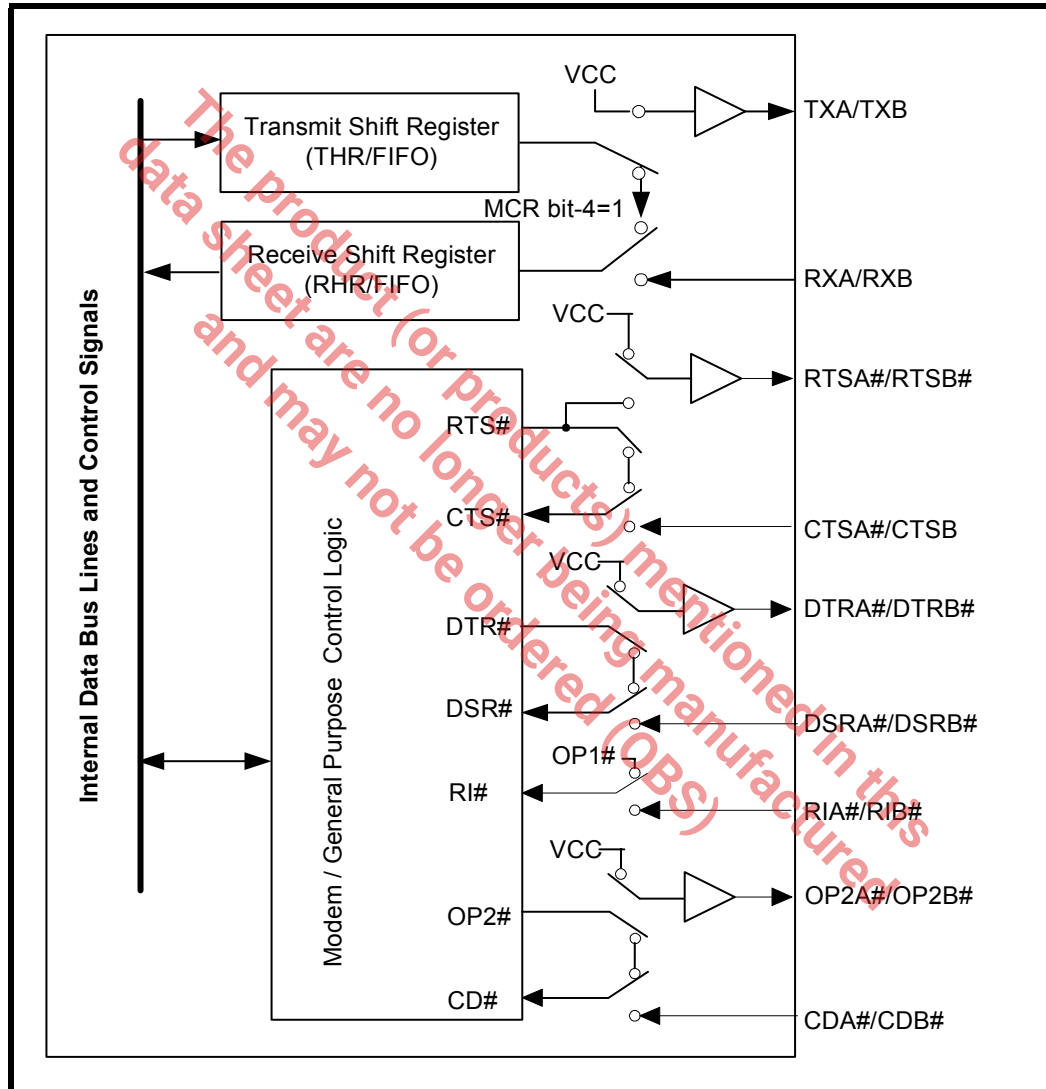 VCC
TXA/TXB
Transmit Shift Register
(THR/FIFO)
MCR bit-4=1
Receive Shift Register
(RHR/FIFO)
RXA/RXB
VCC
RTSA#/RTSB#
RTS#
CTS#
CTSA#/CTSB
VCC
DTRA#/DTRB#
DTR#
DSR#
DSRA#/DSRB#
OP1#
RI#
RIA#/RIB#
VCC
OP2A#/OP2B#
OP2#
CD#
CDA#/CDB#
Internal Data Bus Lines and Control Signals
Modem / General Purpose Control Logic
The product (or products) mentioned in this
data sheet are no longer being manufactured
and may not be ordered (OBS)